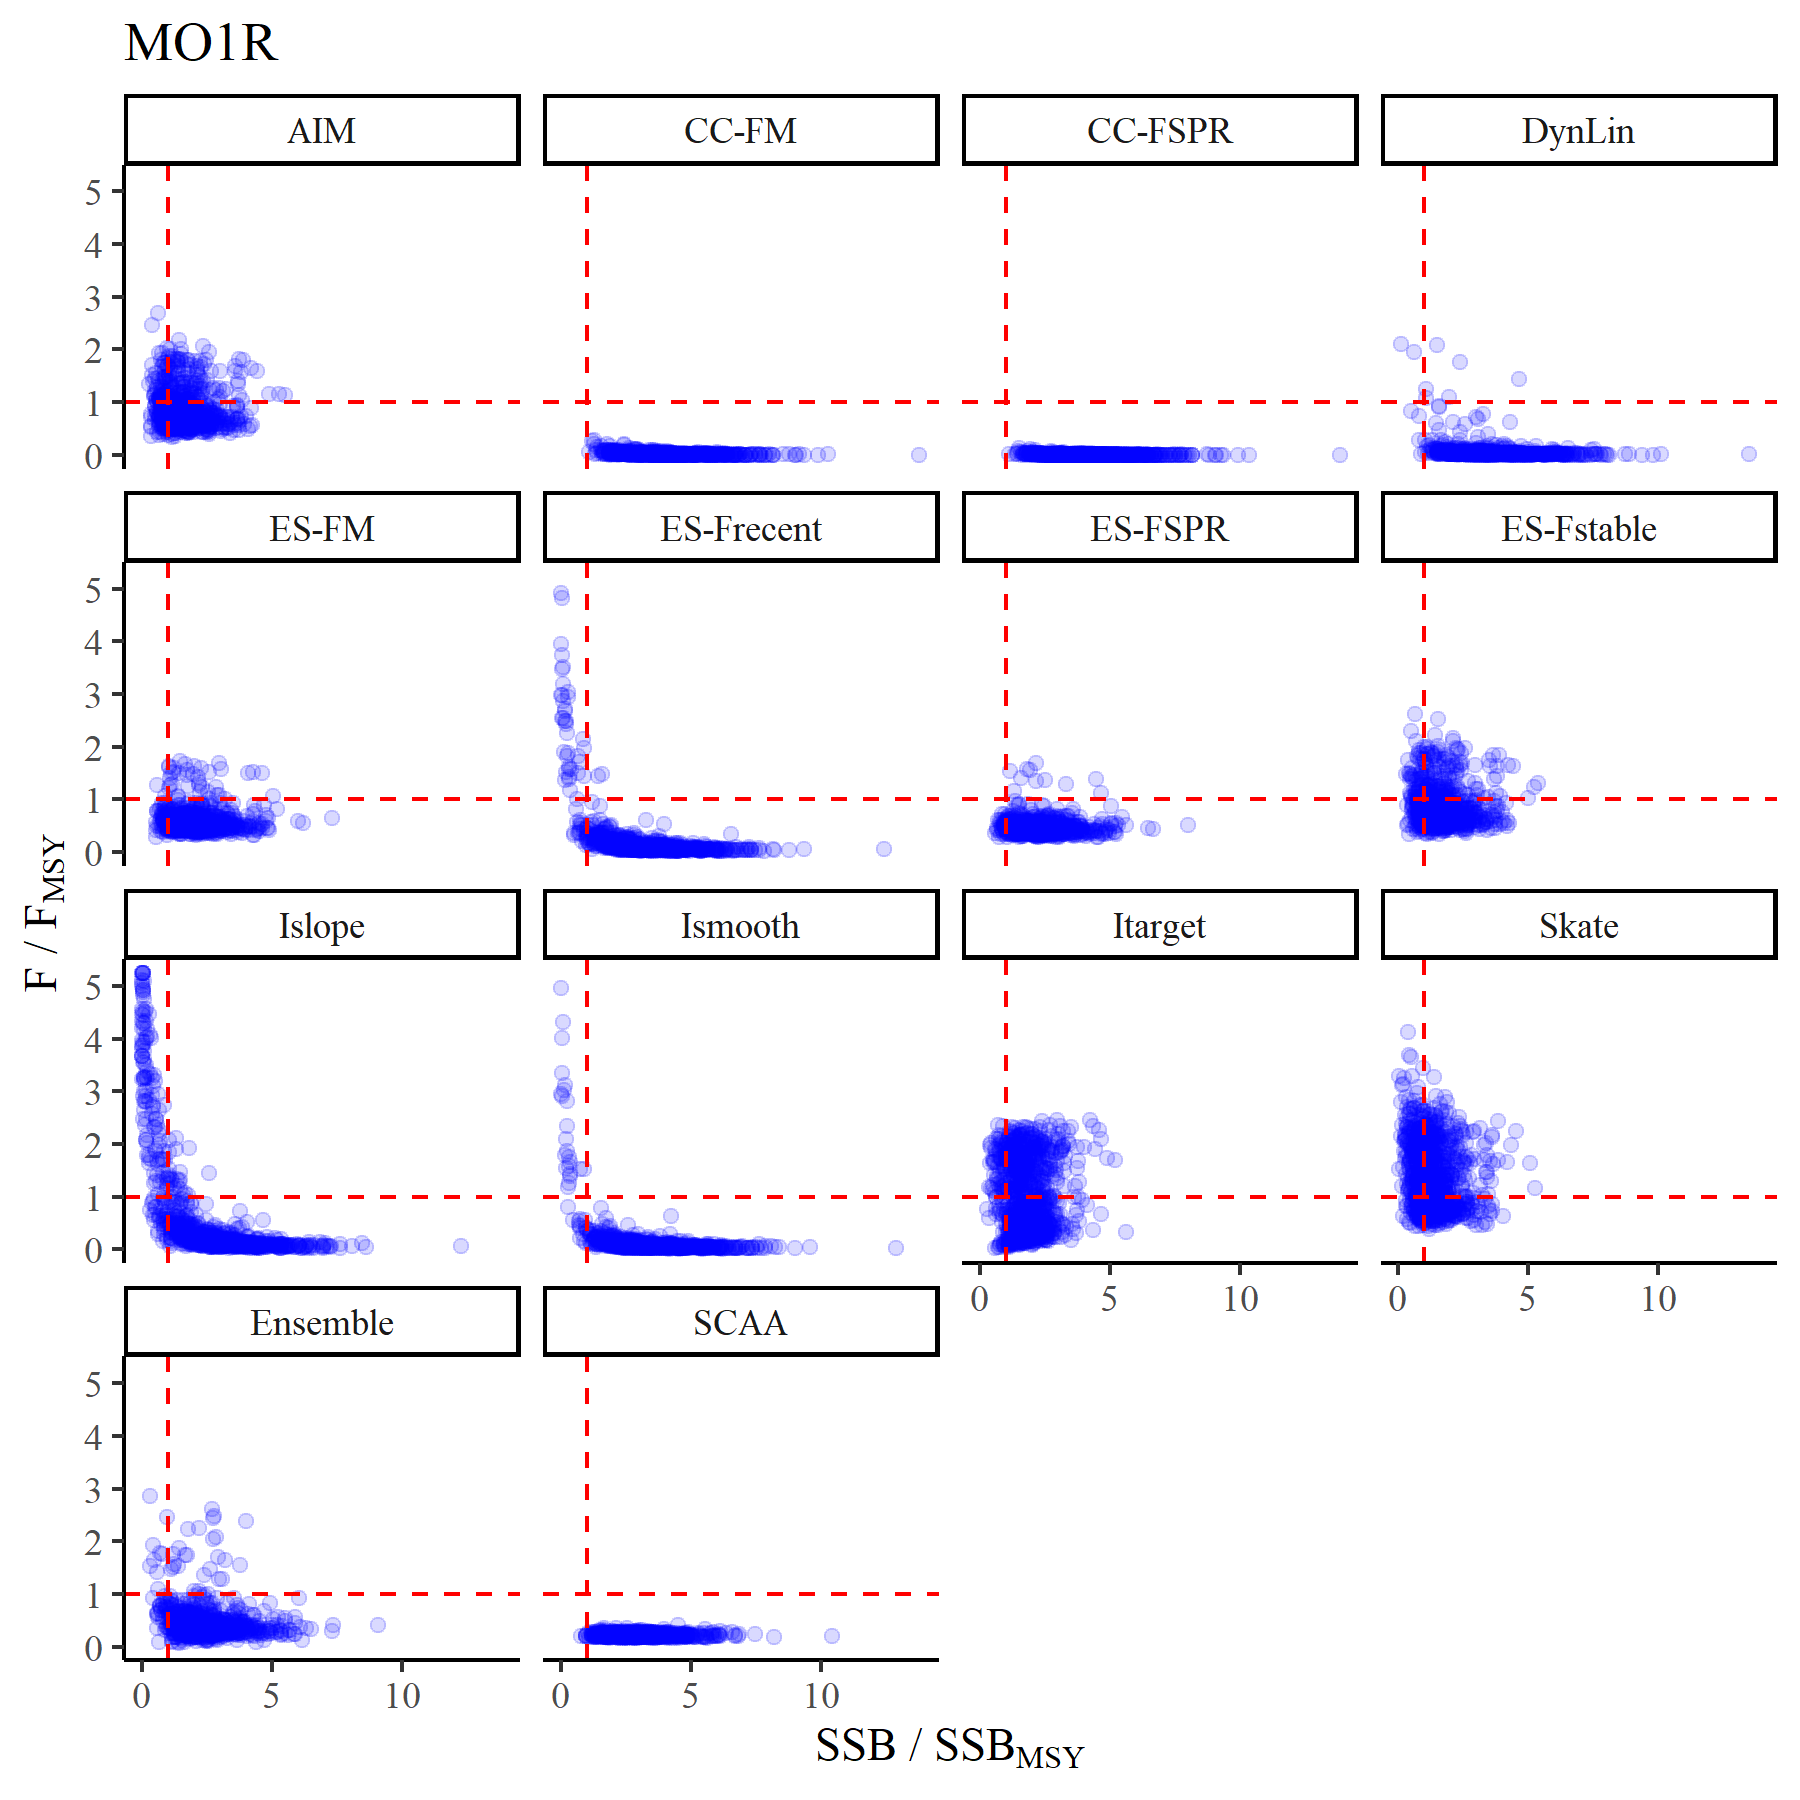 MO1R
AIM CC-FM CC-FSPR DynLin
5
4
3
2
1
0
ES-FM ES-Frecent ES-FSPR ES-Fstable
5
4
3
2
1
0
F / FMSY
Islope Ismooth Itarget Skate
5
4
3
2
1
0
0 5 10 0 5 10
Ensemble SCAA
5
4
3
2
1
0
0 5 10 0 5 10
SSB / SSBMSY